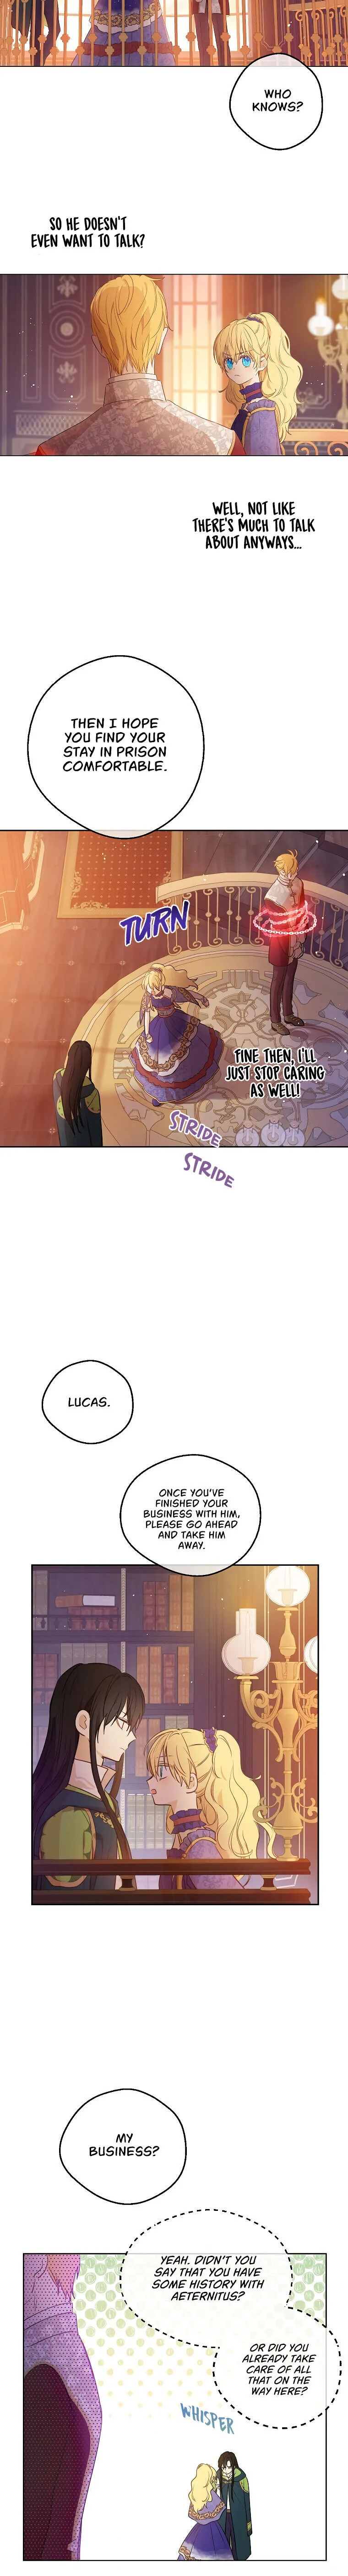 WHO
KNOWS?
SO HE DOESN'T
EVEN WANT TO TALK?
WELL, NOT LIKE
THERE'S MUCH TO TALK
ABOUT ANYWAYS...
THEN I HOPE
YOU FIND YOUR
STAY IN PRISON
COMFORTABLE.
TURN
FINE THEN, I'LL
JUST STOP CARING
AS WELL!
STRIDE
STRIDE
LUCAS.
ONCE YOU'VE
FINISHED YOUR
BUSINESS WITH HIM,
PLEASE GO AHEAD
AND TAKE HIM
AWAY.
MY
BUSINESS?
YEAH. DIDN'T YOU
SAY THAT YOU HAVE
SOME HISTORY WITH
AETERNITUS?
OR DID YOU
ALREADY TAKE
CARE OF ALL
THAT ON THE
WAY HERE?
WHISPER